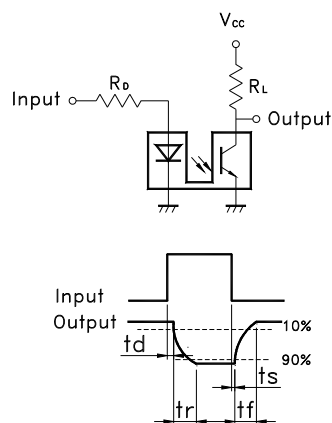 Vcc
RD
RL
Input
Output
Input
Output
10%
td
90%
ts
tr
tf